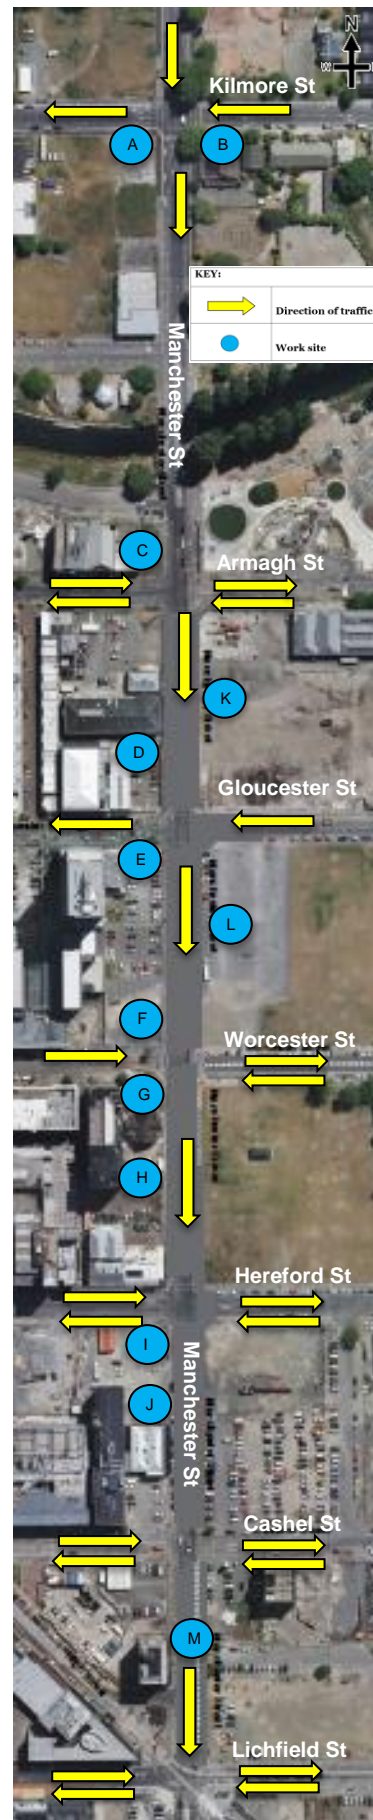 N
W
Kilmore St
A
B
KEY:
Direction of traffic
Work site
Manchester St
C
Armagh St
K
D
Gloucester St
E
L
F
Worcester St
G
H
Hereford St
I
J
Manchester St
Cashel St
M
Lichfield St